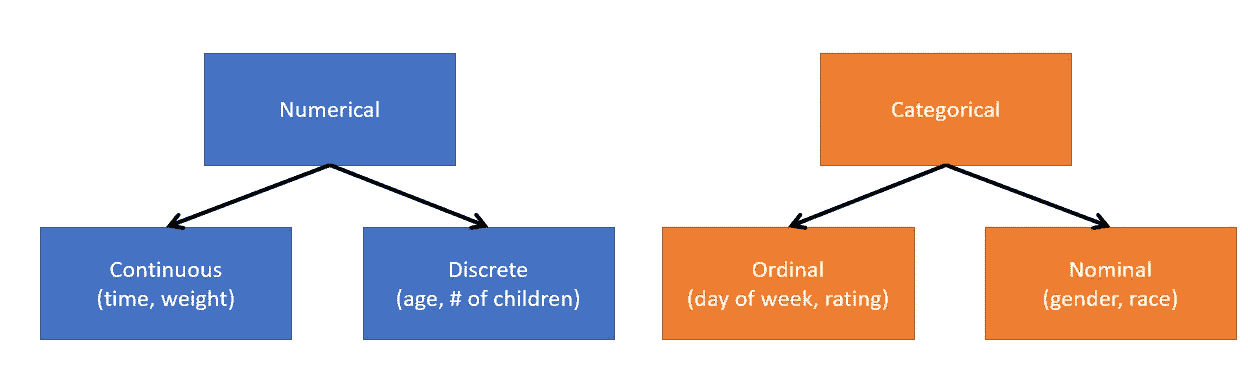 Numerical
Categorical
Continuous
(time, weight)
Discrete
(age, # of children)
Ordinal
(day of week, rating)
Nominal
(gender, race)